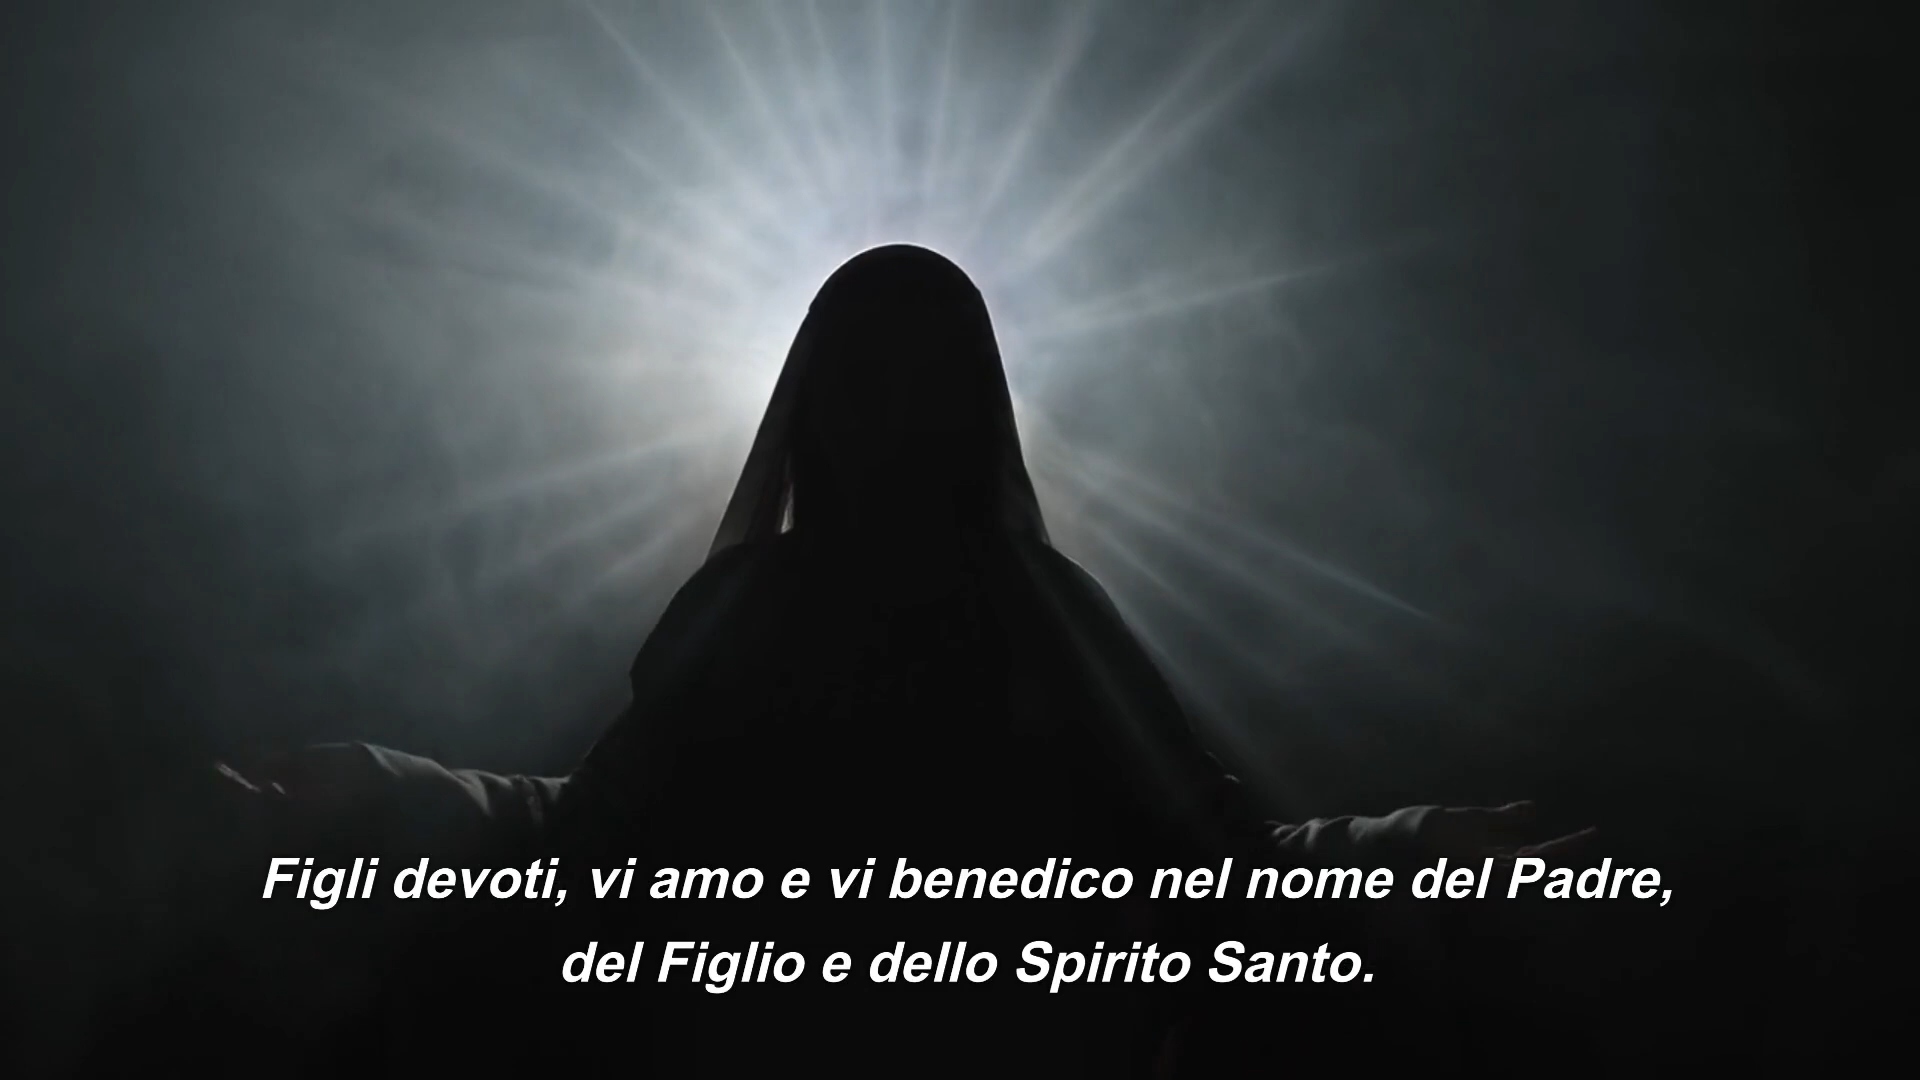 Figli devoti, vi amo e vi benedico nel nome del Padre,
del Figlio e dello Spirito Santo.